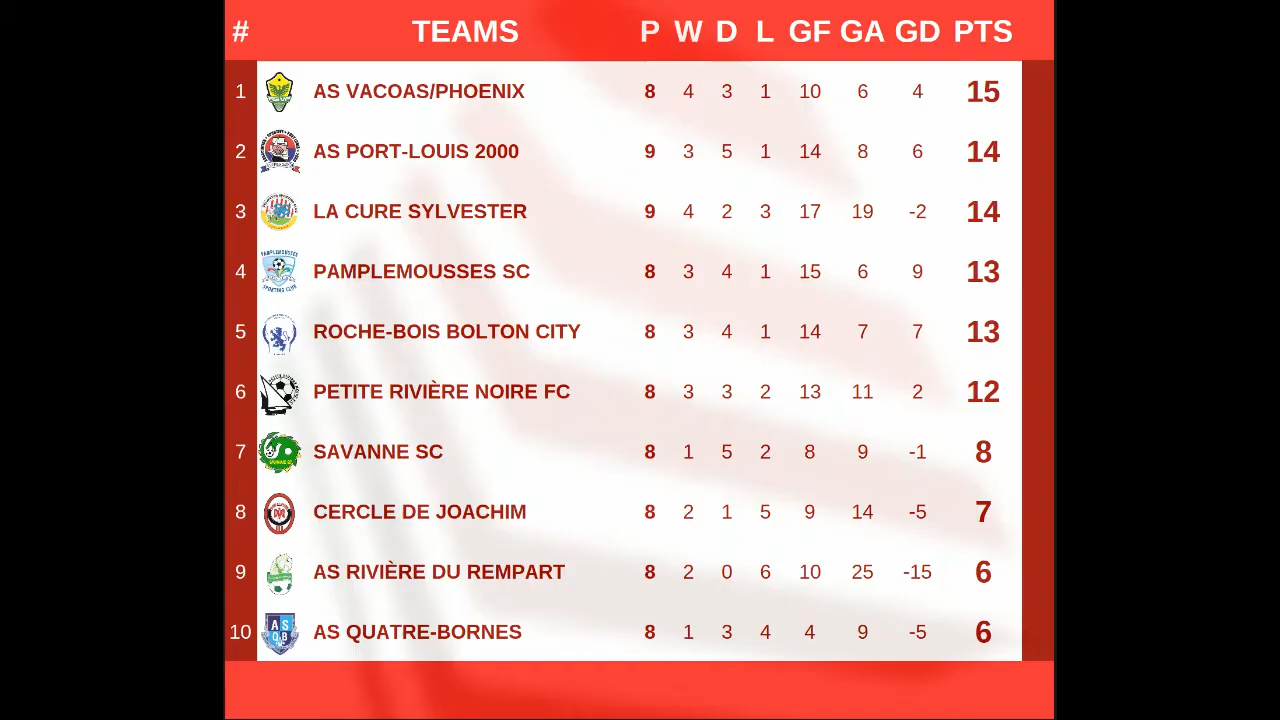 # TEAMS P W D L GF GA GD PTS
1 AS VACOAS/PHOENIX 8 4 3 1 10 6 4 15
2 AS PORT-LOUIS 2000 9 3 5 1 14 8 6 14
3 LA CURE SYLVESTER 9 4 2 3 17 19 -2 14
4 PAMPLEMOUSSES SC 8 3 4 1 15 6 9 13
5 ROCHE-BOIS BOLTON CITY 8 3 4 1 14 7 7 13
6 PETITE RIVIÈRE NOIRE FC 8 3 3 2 13 11 2 12
7 SAVANNE SC 8 1 5 2 8 9 -1 8
8 CERCLE DE JOACHIM 8 2 1 5 9 14 -5 7
9 AS RIVIÈRE DU REMPART 8 2 0 6 10 25 -15 6
10 AS QUATRE-BORNES 8 1 3 4 4 9 -5 6